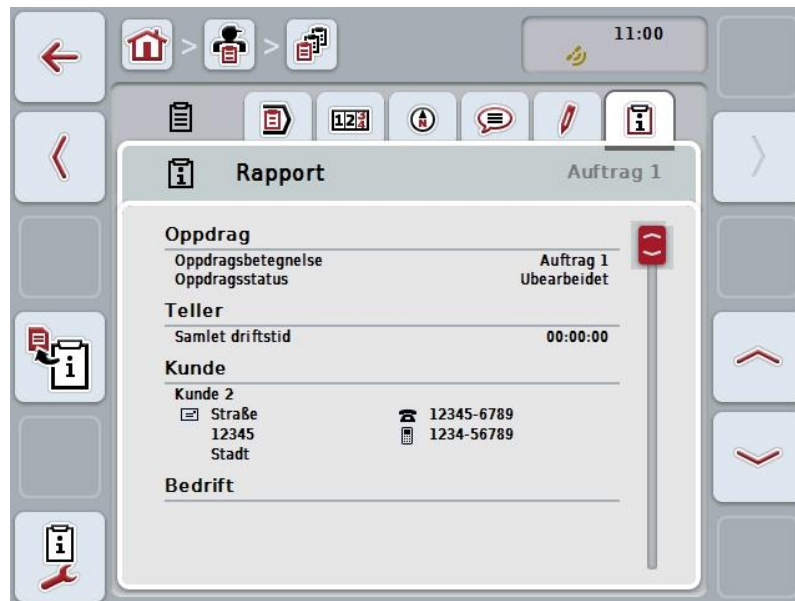 11:00
> >
Rapport Auftrag 1
Oppdrag
Oppdragsbetegnelse Auftrag 1
Oppdragsstatus Ubearbeidet
Teller
Samlet driftstid 00:00:00
Kunde
Kunde 2
Straße 12345-6789
12345 1234-56789
Stadt
Bedrift